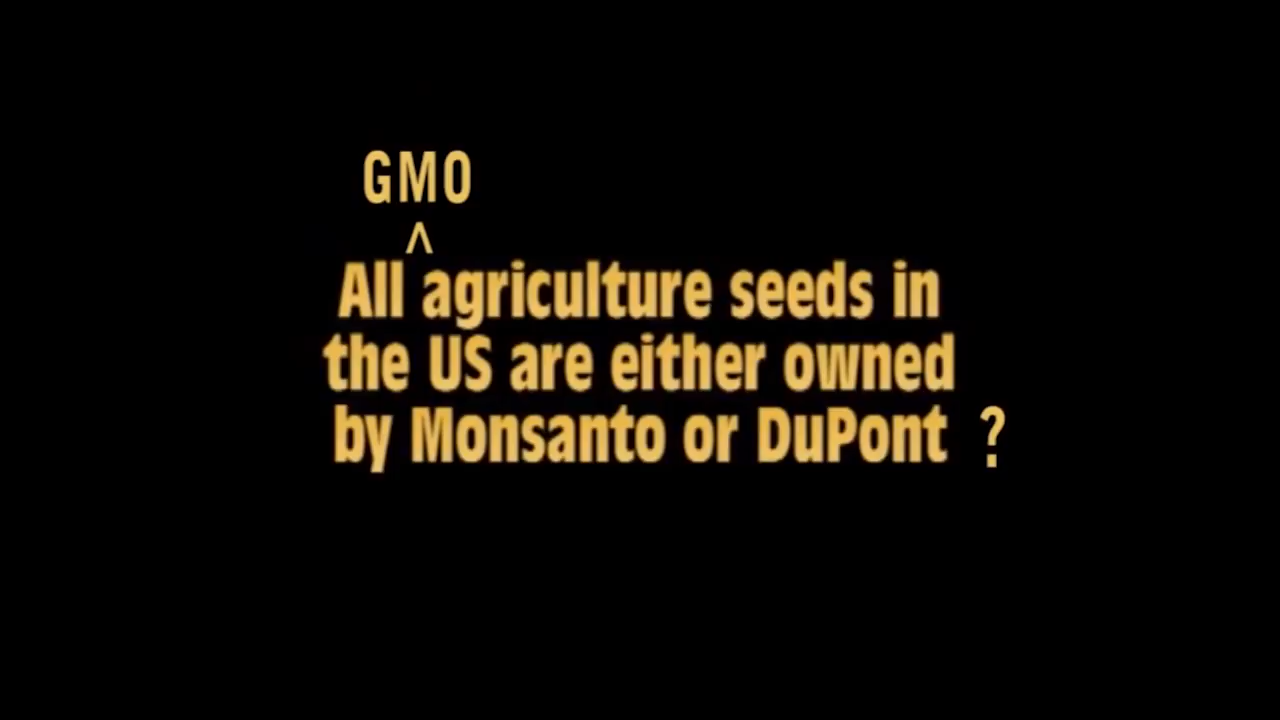 GMO
^
All agriculture seeds in
the US are either owned
by Monsanto or DuPont ?